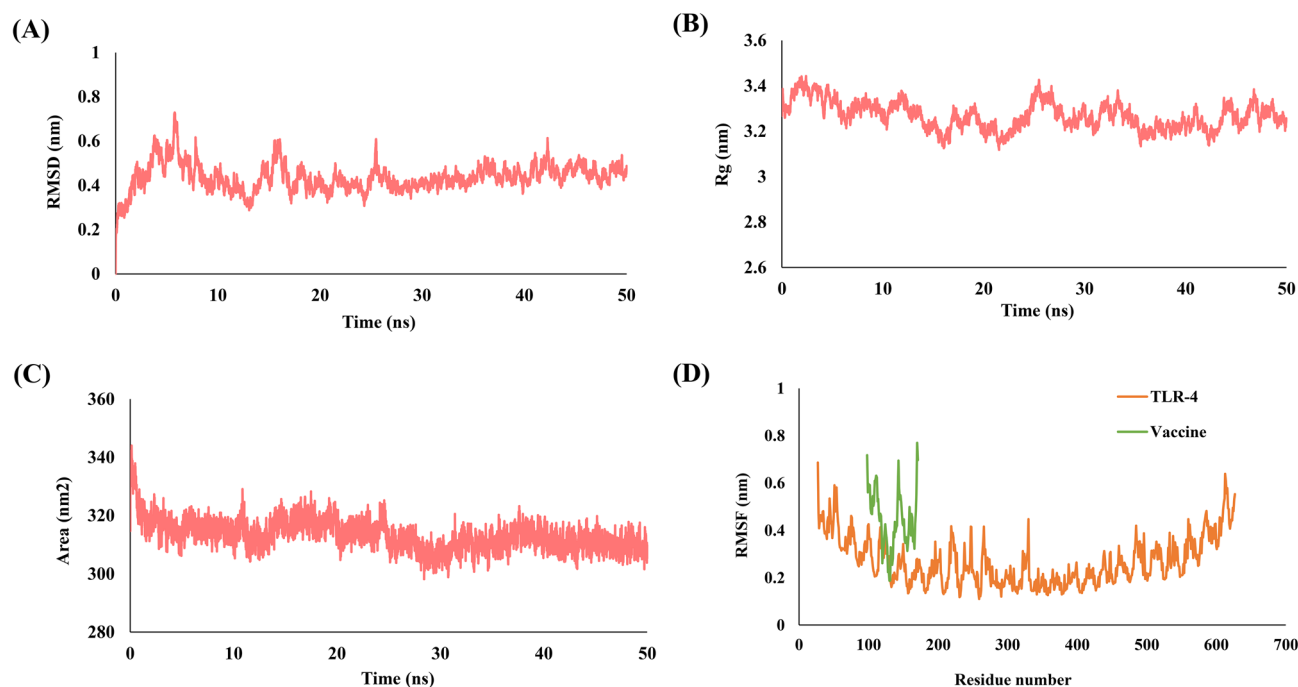 (A)
1
0.8
0.6
0.4
0.2
0
RMSD (nm)
0 10 20 30 40 50
Time (ns)
(B)
3.6
3.4
3.2
3
2.8
2.6
Rg (nm)
0 10 20 30 40 50
Time (ns)
(C)
360
340
320
300
280
Area (nm2)
0 10 20 30 40 50
Time (ns)
(D)
1
0.8
0.6
0.4
0.2
0
RMSF (nm)
TLR-4
Vaccine
0 100 200 300 400 500 600 700
Residue number